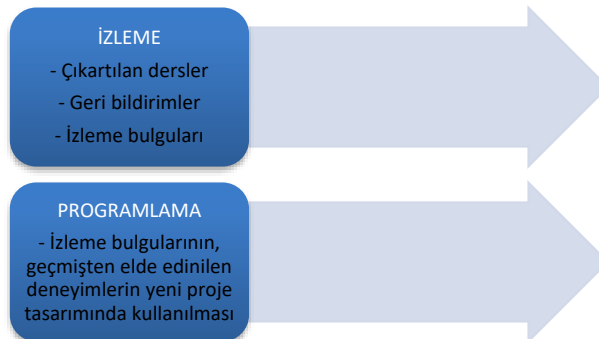 İZLEME
- Çıkartılan dersler
- Geri bildirimler
- İzleme bulguları
PROGRAMLAMA
- İzleme bulgularının,
geçmişten elde edinilen
deneyimlerin yeni proje
tasarımında kullanılması